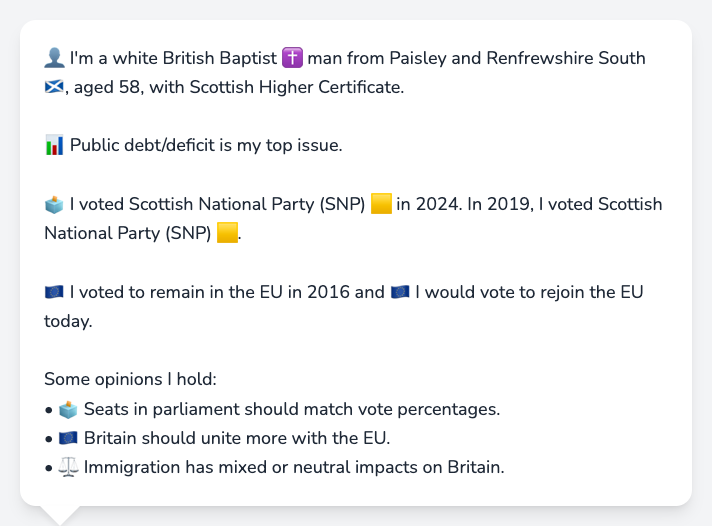 👤 I'm a white British Baptist ✝️ man from Paisley and Renfrewshire South
🏴󠁧󠁢󠁳󠁣󠁴󠁿, aged 58, with Scottish Higher Certificate.
📊 Public debt/deficit is my top issue.
🗳️ I voted Scottish National Party (SNP) 🟨 in 2024. In 2019, I voted Scottish
National Party (SNP) 🟨.
🇪🇺 I voted to remain in the EU in 2016 and 🇪🇺 I would vote to rejoin the EU
today.
Some opinions I hold:
• 🗳️ Seats in parliament should match vote percentages.
• 🇪🇺 Britain should unite more with the EU.
• ⚖️ Immigration has mixed or neutral impacts on Britain.